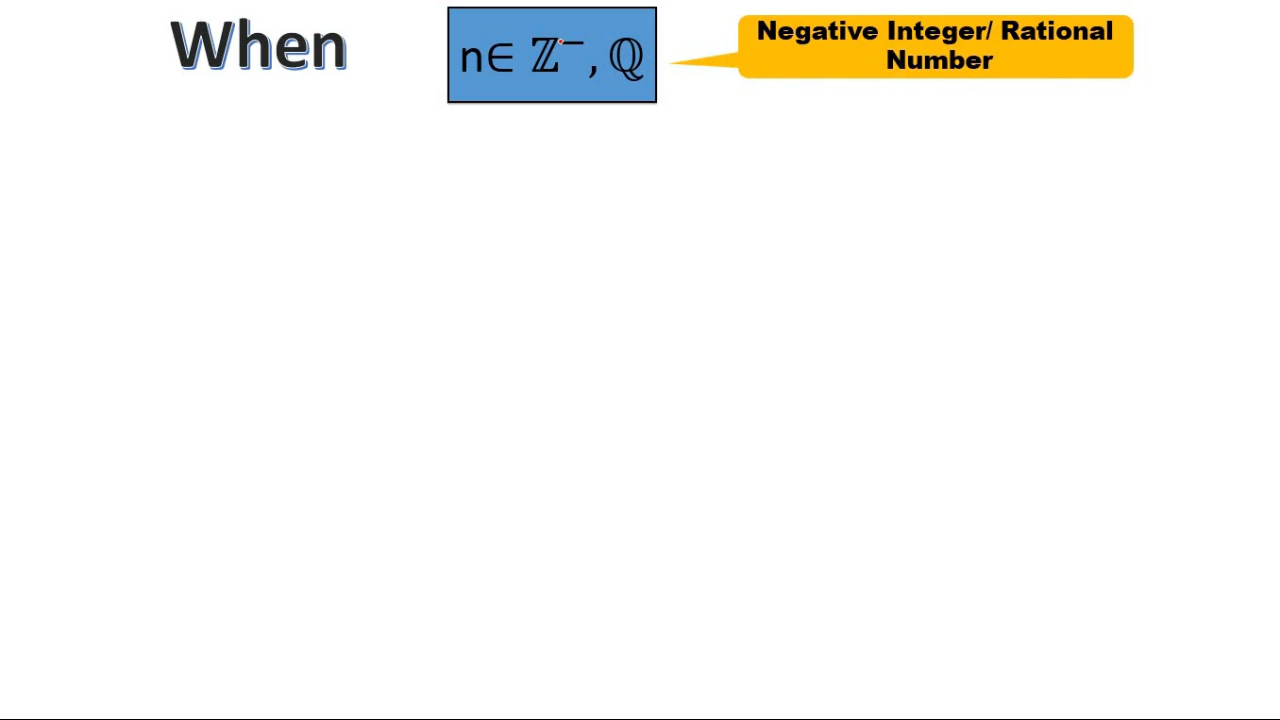 When
n∈ ℤ⁻, ℚ
Negative Integer/ Rational
Number